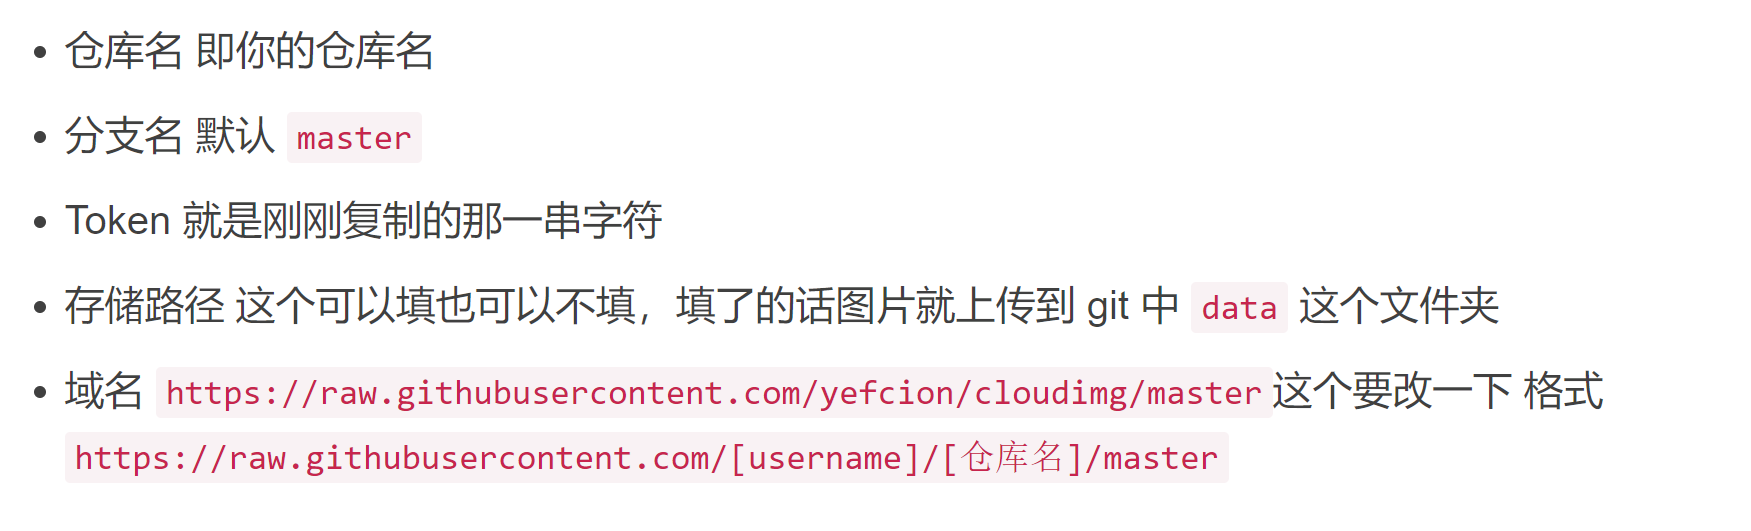 仓库名 即你的仓库名
分支名 默认 master
Token 就是刚刚复制的那一串字符
存储路径 这个可以填也可以不填，填了的话图片就上传到 git 中 data 这个文件夹
域名 https://raw.githubusercontent.com/yefcion/cloudimg/master这个要改一下 格式
https://raw.githubusercontent.com/[username]/[仓库名]/master